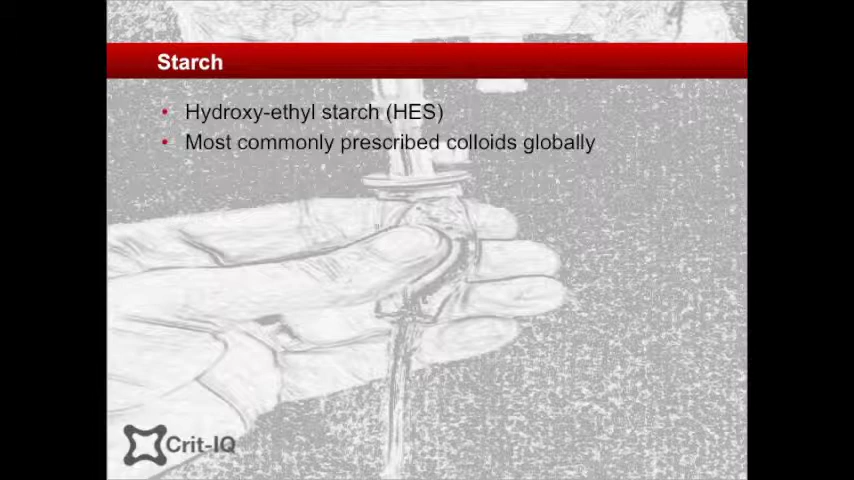 Starch
• Hydroxy-ethyl starch (HES)
• Most commonly prescribed colloids globally
Crit-IQ